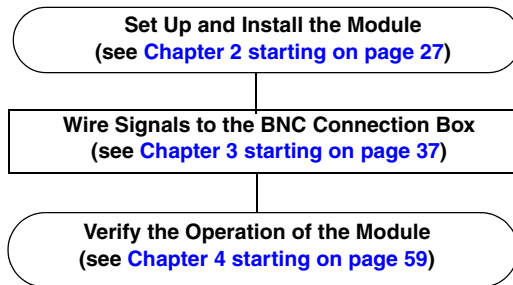 Set Up and Install the Module
(see Chapter 2 starting on page 27)
Wire Signals to the BNC Connection Box
(see Chapter 3 starting on page 37)
Verify the Operation of the Module
(see Chapter 4 starting on page 59)